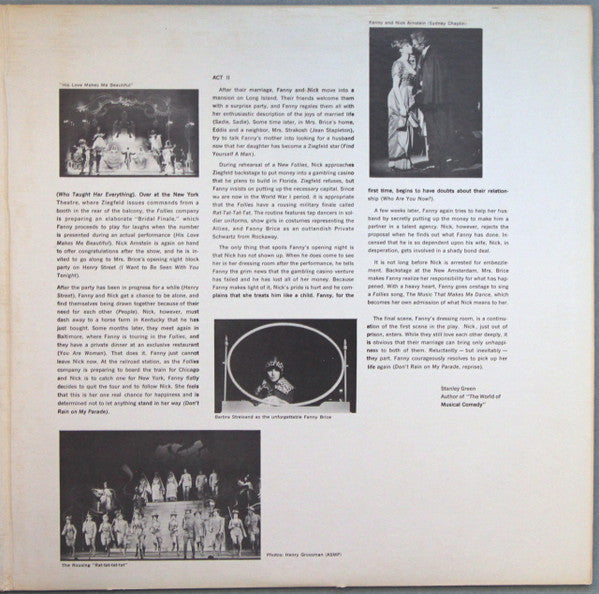 "His Love Makes Me Beautiful"
(Who Taught Her Everything). Over at the New York
Theatre, where Ziegfeld issues commands from a
booth in the rear of the balcony, the Follies company
is preparing an elaborate "Bridal Finale," which
Fanny proceeds to play for laughs when the number
is presented during an actual performance (His Love
Makes Me Beautiful). Nick Arnstein is again on hand
to offer congratulations after the show, and he is in-
vited to go along to Mrs. Brice's opening night block
party on Henry Street (I Want to Be Seen With You
Tonight).
After the party has been in progress for a while (Henry
Street), Fanny and Nick get a chance to be alone, and
find themselves being drawn together because of their
need for each other (People). Nick, however, must
dash away to a horse farm in Kentucky that he has
just bought. Some months later, they meet again in
Baltimore, where Fanny is touring in the Follies, and
they have a private dinner at an exclusive restaurant
(You Are Woman). That does it. Fanny just cannot
leave Nick now. At the railroad station, as the Follies
company is preparing to board the train for Chicago
and Nick is to catch one for New York, Fanny flatly
decides to quit the tour and to follow Nick. She feels
that this is her one real chance for happiness and is
determined not to let anything stand in her way (Don't
Rain on My Parade).
The Rousing "Rat-tat-tat-tat"
ACT II
After their marriage, Fanny and Nick move into a
mansion on Long Island. Their friends welcome them
with a surprise party, and Fanny regales them all with
her enthusiastic description of the joys of married life
(Sadie, Sadie). Some time later, in Mrs. Brice's home,
Eddie and a neighbor, Mrs. Strakosh (Jean Stapleton),
try to talk Fanny's mother into looking for a husband
now that her daughter has become a Ziegfeld star (Find
Yourself A Man).
During rehearsal of a New Follies, Nick approaches
Ziegfeld backstage to put money into a gambling casino
that he plans to build in Florida. Ziegfeld refuses, but
Fanny insists on putting up the necessary capital. Since
we are now in the World War I period, it is appropriate
that the Follies have a rousing military finale called
Rat-Tat-Tat-Tat. The routine features tap dancers in sol-
dier uniforms, show girls in costumes representing the
Allies, and Fanny Brice as an outlandish Private
Schwartz from Rockaway.
The only thing that spoils Fanny's opening night is
that Nick has not shown up. When he does come to see
her in her dressing room after the performance, he tells
Fanny the grim news that the gambling casino venture
has failed and he has lost all of her money. Because
Fanny makes light of it, Nick's pride is hurt and he com-
plains that she treats him like a child. Fanny, for the
Barbra Streisand as the unforgettable Fanny Brice
Photos: Henry Grossman (ASMP)
Fanny and Nick Arnstein (Sydney Chaplin)
first time, begins to have doubts about their relation-
ship (Who Are You Now?).
A few weeks later, Fanny again tries to help her hus-
band by secretly putting up the money to make him a
partner in a talent agency. Nick, however, rejects the
proposal when he finds out what Fanny has done. In-
censed that he is so dependent upon his wife, Nick, in
desperation, gets involved in a shady bond deal.
It is not long before Nick is arrested for embezzle-
ment. Backstage at the New Amsterdam, Mrs. Brice
makes Fanny realize her responsibility for what has hap-
pened. With a heavy heart, Fanny goes onstage to sing
a Follies song, The Music That Makes Me Dance, which
becomes her own admission of what Nick means to her.
The final scene, Fanny's dressing room, is a continu-
ation of the first scene in the play. Nick, just out of
prison, enters. While they still love each other deeply, it
is obvious that their marriage can bring only unhappi-
ness to both of them. Reluctantly — but inevitably —
they part. Fanny courageously resolves to pick up her
life again (Don't Rain on My Parade, reprise).
Stanley Green
Author of "The World of
Musical Comedy"